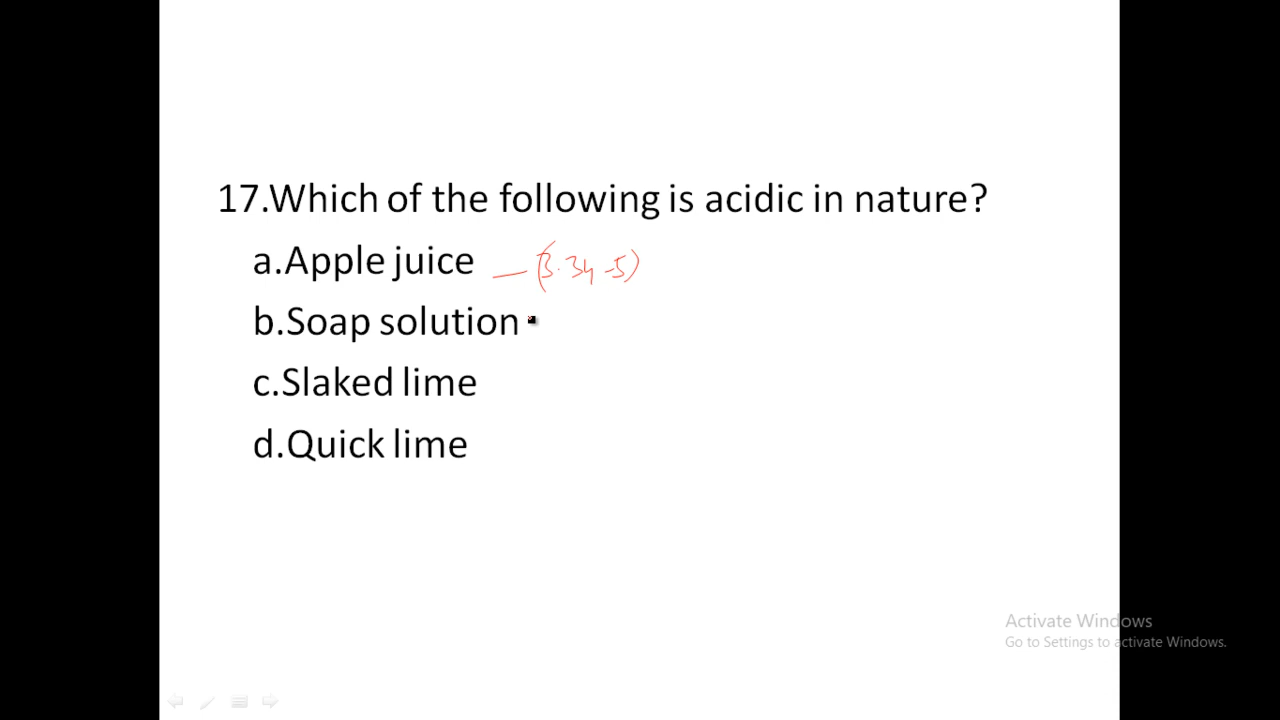 17.Which of the following is acidic in nature?
a.Apple juice — (3.34 -5)
b.Soap solution
c.Slaked lime
d.Quick lime
Activate Windows
Go to Settings to activate Windows.